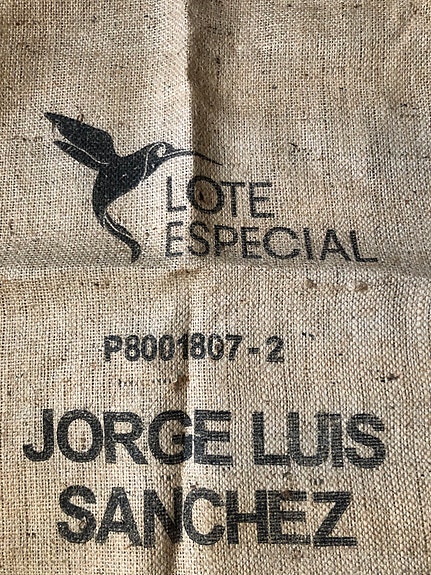 LOTE
ESPECIAL
P8001807-2
JORGE LUIS
SANCHEZ